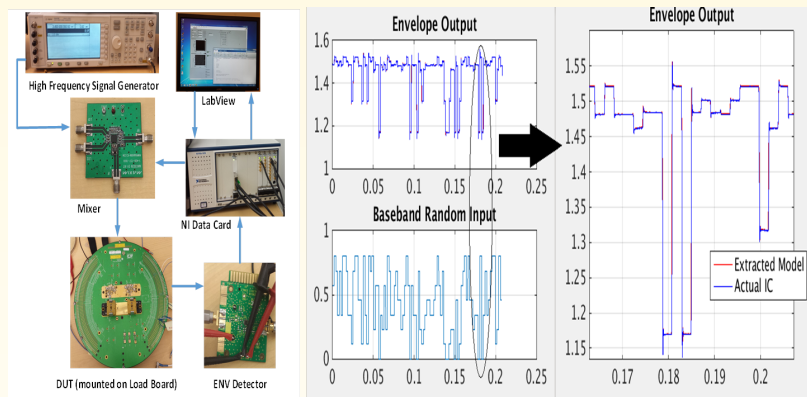 High Frequency Signal Generator
LabView
Mixer
NI Data Card
DUT (mounted on Load Board)
ENV Detector
Envelope Output
1.6
1.4
1.2
1
0 0.05 0.1 0.15 0.2 0.25
Baseband Random Input
1
0.5
0
0 0.05 0.1 0.15 0.2 0.25
Envelope Output
1.55
1.5
1.45
1.4
1.35
1.3
1.25
1.2
1.15
0.17 0.18 0.19 0.2
Extracted Model
Actual IC